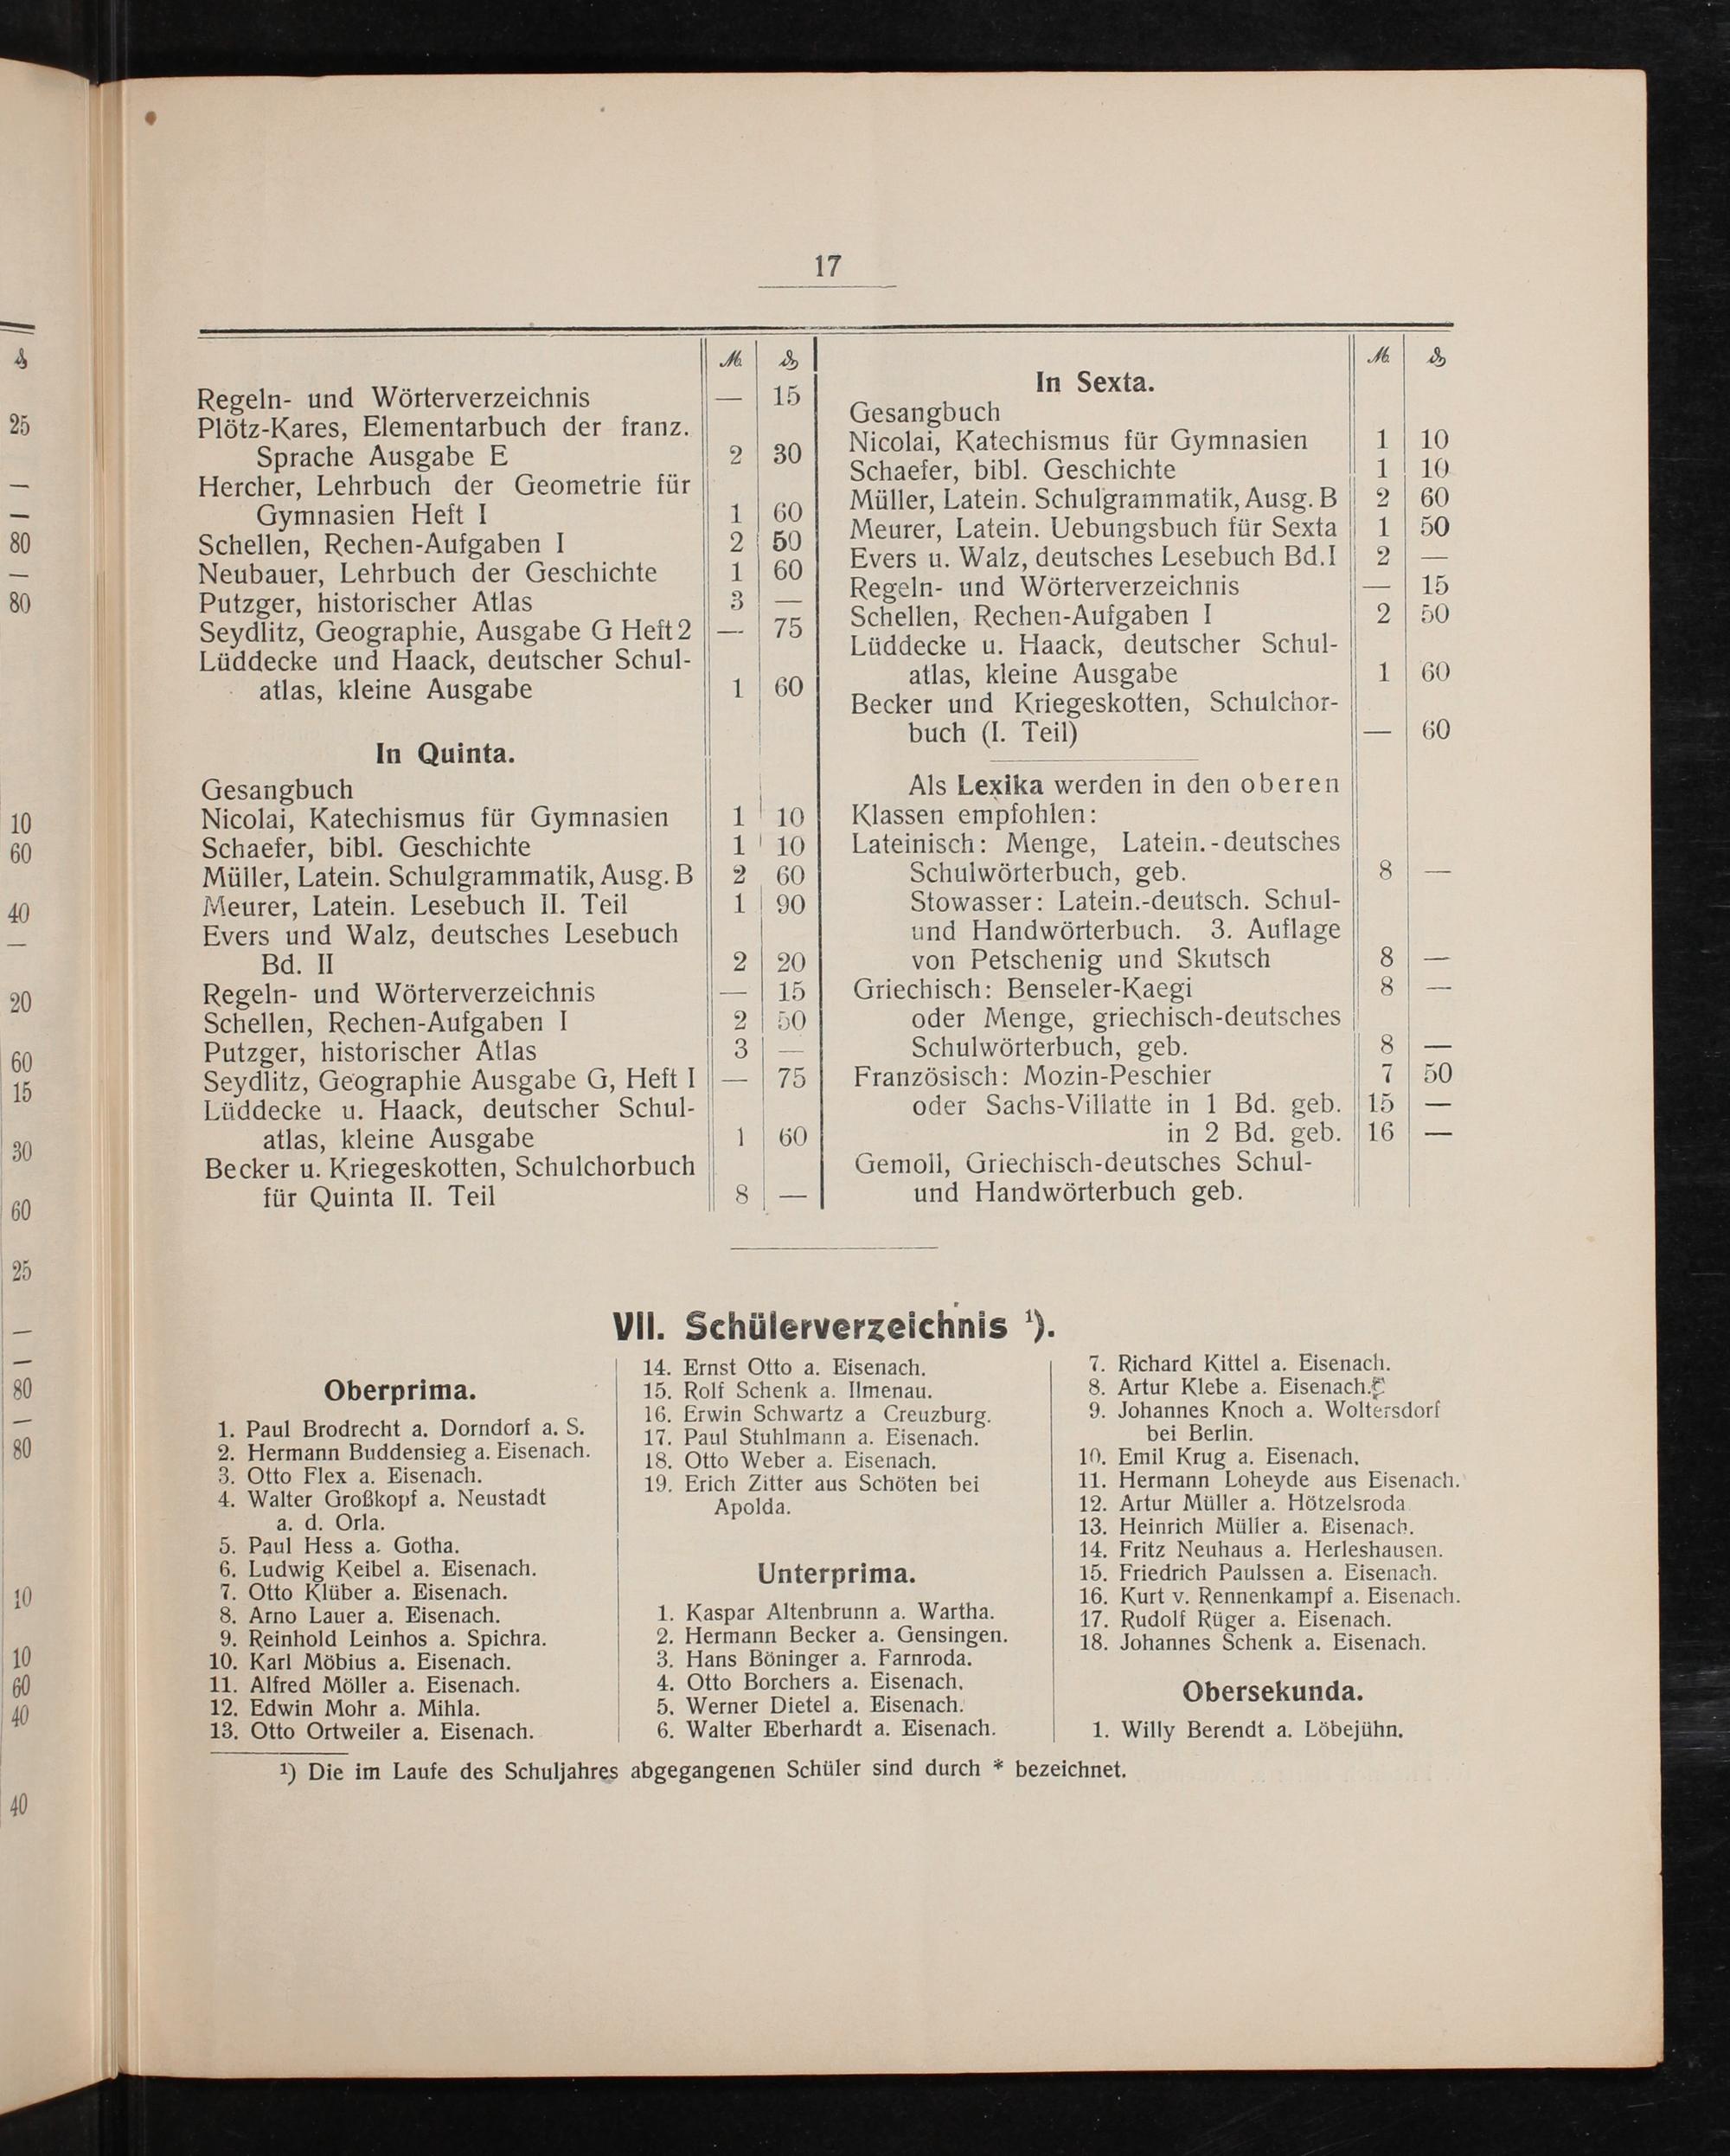 17
ℳ ₰
Regeln- und Wörterverzeichnis — 15
Plötz-Kares, Elementarbuch der franz.
Sprache Ausgabe E 2 30
Hercher, Lehrbuch der Geometrie für
Gymnasien Heft I 1 60
Schellen, Rechen-Aufgaben I 2 50
Neubauer, Lehrbuch der Geschichte 1 60
Putzger, historischer Atlas 3 —
Seydlitz, Geographie, Ausgabe G Heft 2 — 75
Lüddecke und Haack, deutscher Schul-
atlas, kleine Ausgabe 1 60
In Quinta.
Gesangbuch
Nicolai, Katechismus für Gymnasien 1 10
Schaefer, bibl. Geschichte 1 10
Müller, Latein. Schulgrammatik, Ausg. B 2 60
Meurer, Latein. Lesebuch II. Teil 1 90
Evers und Walz, deutsches Lesebuch
Bd. II 2 20
Regeln- und Wörterverzeichnis — 15
Schellen, Rechen-Aufgaben I 2 50
Putzger, historischer Atlas 3 —
Seydlitz, Geographie Ausgabe G, Heft I — 75
Lüddecke u. Haack, deutscher Schul-
atlas, kleine Ausgabe 1 60
Becker u. Kriegeskotten, Schulchorbuch
für Quinta II. Teil 8 —
ℳ ₰
In Sexta.
Gesangbuch
Nicolai, Katechismus für Gymnasien 1 10
Schaefer, bibl. Geschichte 1 10
Müller, Latein. Schulgrammatik, Ausg. B 2 60
Meurer, Latein. Uebungsbuch für Sexta 1 50
Evers u. Walz, deutsches Lesebuch Bd. I 2 —
Regeln- und Wörterverzeichnis — 15
Schellen, Rechen-Aufgaben I 2 50
Lüddecke u. Haack, deutscher Schul-
atlas, kleine Ausgabe 1 60
Becker und Kriegeskotten, Schulchor-
buch (I. Teil) — 60
Als Lexika werden in den oberen
Klassen empfohlen:
Lateinisch: Menge, Latein.-deutsches
Schulwörterbuch, geb. 8 —
Stowasser: Latein.-deutsch. Schul-
und Handwörterbuch. 3. Auflage
von Petschenig und Skutsch 8 —
Griechisch: Benseler-Kaegi 8 —
oder Menge, griechisch-deutsches
Schulwörterbuch, geb. 8 —
Französisch: Mozin-Peschier 7 50
oder Sachs-Villatte in 1 Bd. geb. 15 —
in 2 Bd. geb. 16 —
Gemoll, Griechisch-deutsches Schul-
und Handwörterbuch geb.
VII. Schülerverzeichnis ¹).
Oberprima.
1. Paul Brodrecht a. Dorndorf a. S.
2. Hermann Buddensieg a. Eisenach.
3. Otto Flex a. Eisenach.
4. Walter Großkopf a. Neustadt
a. d. Orla.
5. Paul Hess a. Gotha.
6. Ludwig Keibel a. Eisenach.
7. Otto Klüber a. Eisenach.
8. Arno Lauer a. Eisenach.
9. Reinhold Leinhos a. Spichra.
10. Karl Möbius a. Eisenach.
11. Alfred Möller a. Eisenach.
12. Edwin Mohr a. Mihla.
13. Otto Ortweiler a. Eisenach.
14. Ernst Otto a. Eisenach.
15. Rolf Schenk a. Ilmenau.
16. Erwin Schwartz a Creuzburg.
17. Paul Stuhlmann a. Eisenach.
18. Otto Weber a. Eisenach.
19. Erich Zitter aus Schöten bei
Apolda.
Unterprima.
1. Kaspar Altenbrunn a. Wartha.
2. Hermann Becker a. Gensingen.
3. Hans Böninger a. Farnroda.
4. Otto Borchers a. Eisenach.
5. Werner Dietel a. Eisenach.
6. Walter Eberhardt a. Eisenach.
7. Richard Kittel a. Eisenach.
8. Artur Klebe a. Eisenach.
9. Johannes Knoch a. Woltersdorf
bei Berlin.
10. Emil Krug a. Eisenach.
11. Hermann Loheyde aus Eisenach.
12. Artur Müller a. Hötzelsroda
13. Heinrich Müller a. Eisenach.
14. Fritz Neuhaus a. Herleshausen.
15. Friedrich Paulssen a. Eisenach.
16. Kurt v. Rennenkampf a. Eisenach.
17. Rudolf Rüger a. Eisenach.
18. Johannes Schenk a. Eisenach.
Obersekunda.
1. Willy Berendt a. Löbejühn.
¹) Die im Laufe des Schuljahres abgegangenen Schüler sind durch * bezeichnet.
₰
25
—
—
80
—
80
10
60
40
—
20
60
15
30
60
25
—
—
80
—
80
10
10
60
40
40